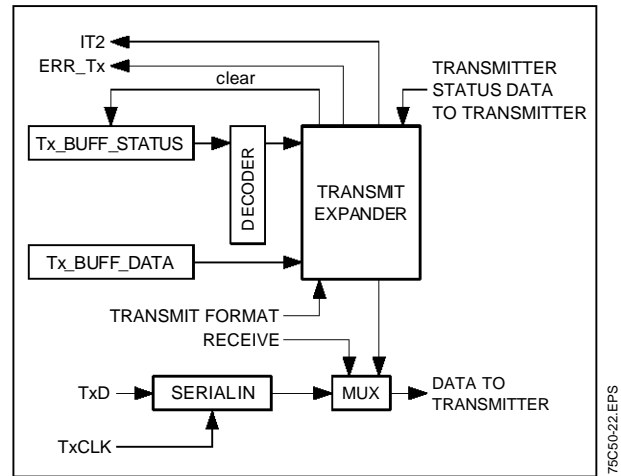 IT2
ERR_Tx
clear
TRANSMITTER
STATUS DATA
TO TRANSMITTER
Tx_BUFF_STATUS
DECODER
TRANSMIT
EXPANDER
Tx_BUFF_DATA
TRANSMIT FORMAT
RECEIVE
TxD
SERIALIN
MUX
DATA TO
TRANSMITTER
TxCLK
75C50-22.EPS